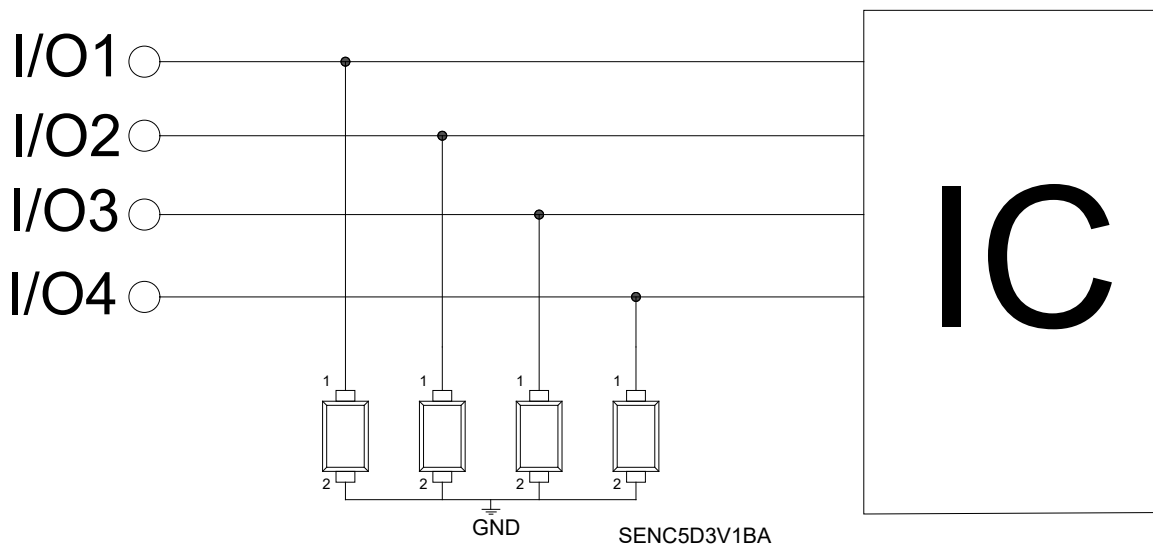 I/O1
I/O2
I/O3
I/O4
IC
1 1 1 1
2 2 2 2
GND
SENC5D3V1BA